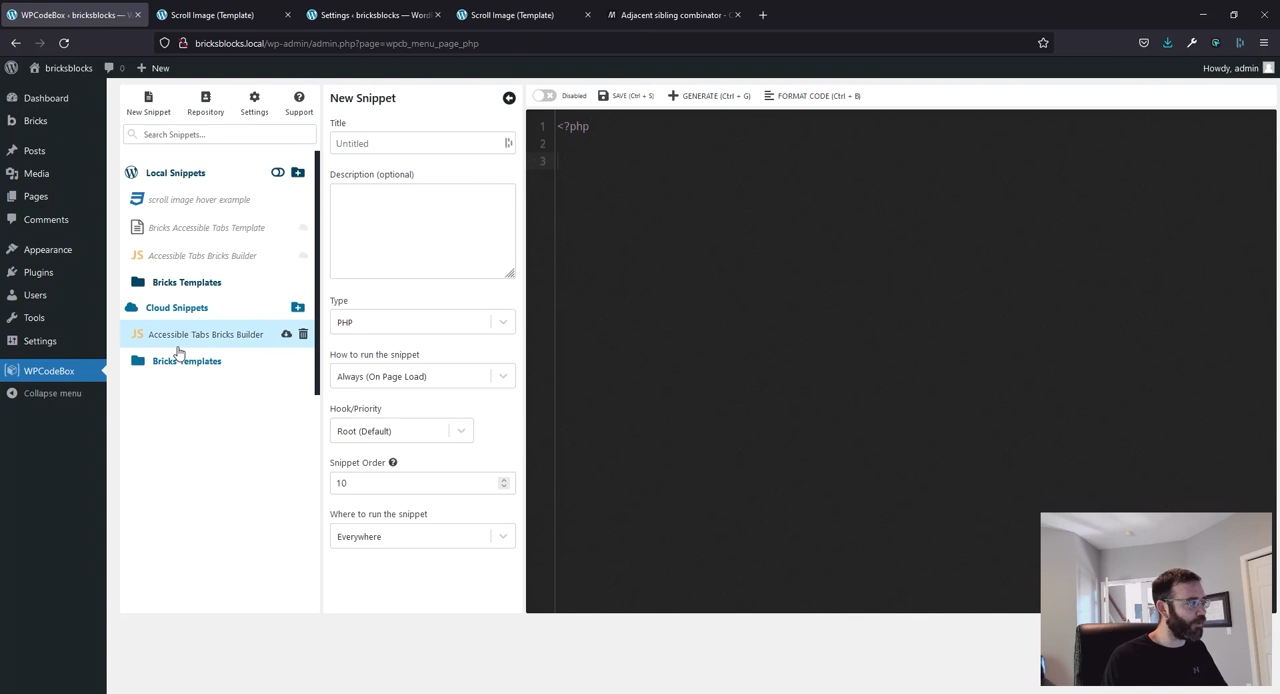 WPCodeBox ‹ bricksblocks — W
Scroll Image (Template)
Settings ‹ bricksblocks — Word
Scroll Image (Template)
Adjacent sibling combinator - C
bricksblocks.local/wp-admin/admin.php?page=wpcb_menu_page_php
bricksblocks
0
New
Howdy, admin
Dashboard
Bricks
Posts
Media
Pages
Comments
Appearance
Plugins
Users
Tools
Settings
WPCodeBox
Collapse menu
New Snippet
Repository
Settings
Support
Search Snippets...
Local Snippets
scroll image hover example
Bricks Accessible Tabs Template
JS Accessible Tabs Bricks Builder
Bricks Templates
Cloud Snippets
JS Accessible Tabs Bricks Builder
Bricks Templates
New Snippet
Title
Untitled
Description (optional)
Type
PHP
How to run the snippet
Always (On Page Load)
Hook/Priority
Root (Default)
Snippet Order
10
Where to run the snippet
Everywhere
Disabled
SAVE (Ctrl + S)
GENERATE (Ctrl + G)
FORMAT CODE (Ctrl + B)
1 <?php
2
3